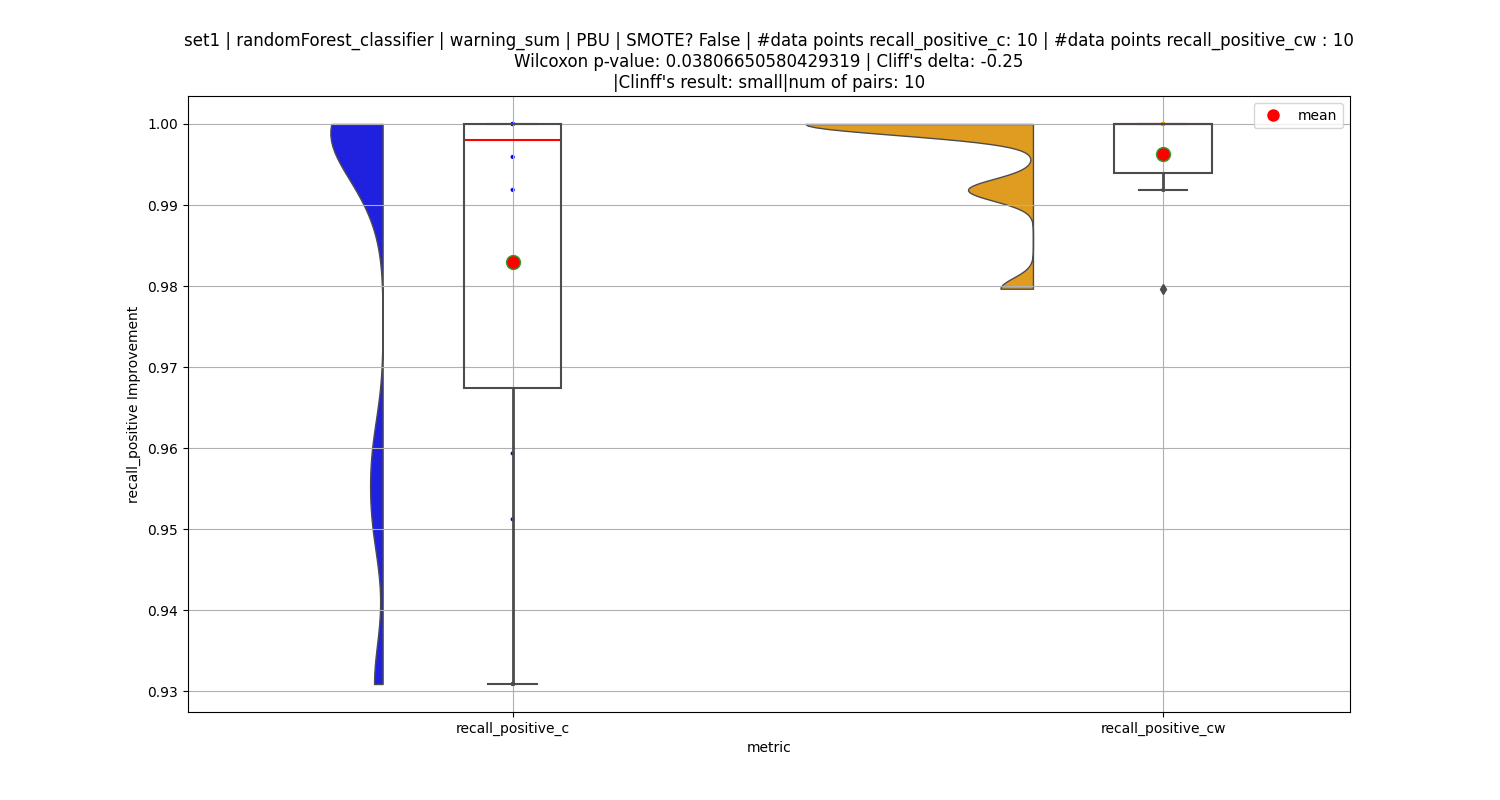 set1 | randomForest_classifier | warning_sum | PBU | SMOTE? False | #data points recall_positive_c: 10 | #data points recall_positive_cw : 10
Wilcoxon p-value: 0.03806650580429319 | Cliff's delta: -0.25
|Clinff's result: small|num of pairs: 10
mean
recall_positive Improvement
1.00
0.99
0.98
0.97
0.96
0.95
0.94
0.93
recall_positive_c
recall_positive_cw
metric